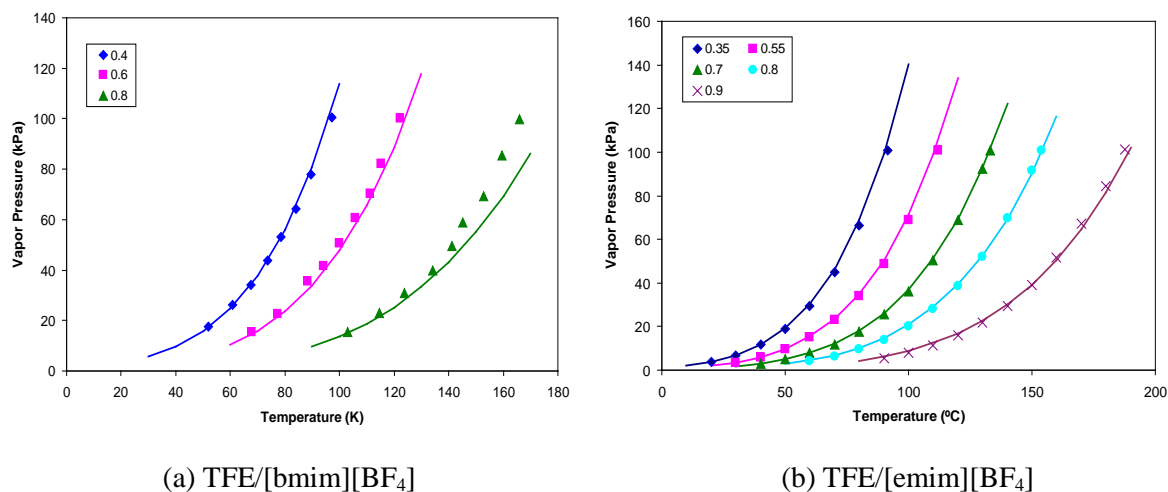 140
120
100
80
60
40
20
0
Vapor Pressure (kPa)
0.4
0.6
0.8
0 20 40 60 80 100 120 140 160 180
Temperature (K)
(a) TFE/[bmim][BF4]
160
140
120
100
80
60
40
20
0
Vapor Pressure (kPa)
0.35 0.55
0.7 0.8
0.9
0 50 100 150 200
Temperature (ºC)
(b) TFE/[emim][BF4]